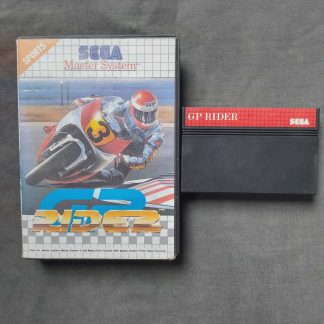 SPORTS
SEGA
Master System
3
GP
RIDER
GP RIDER
SEGA